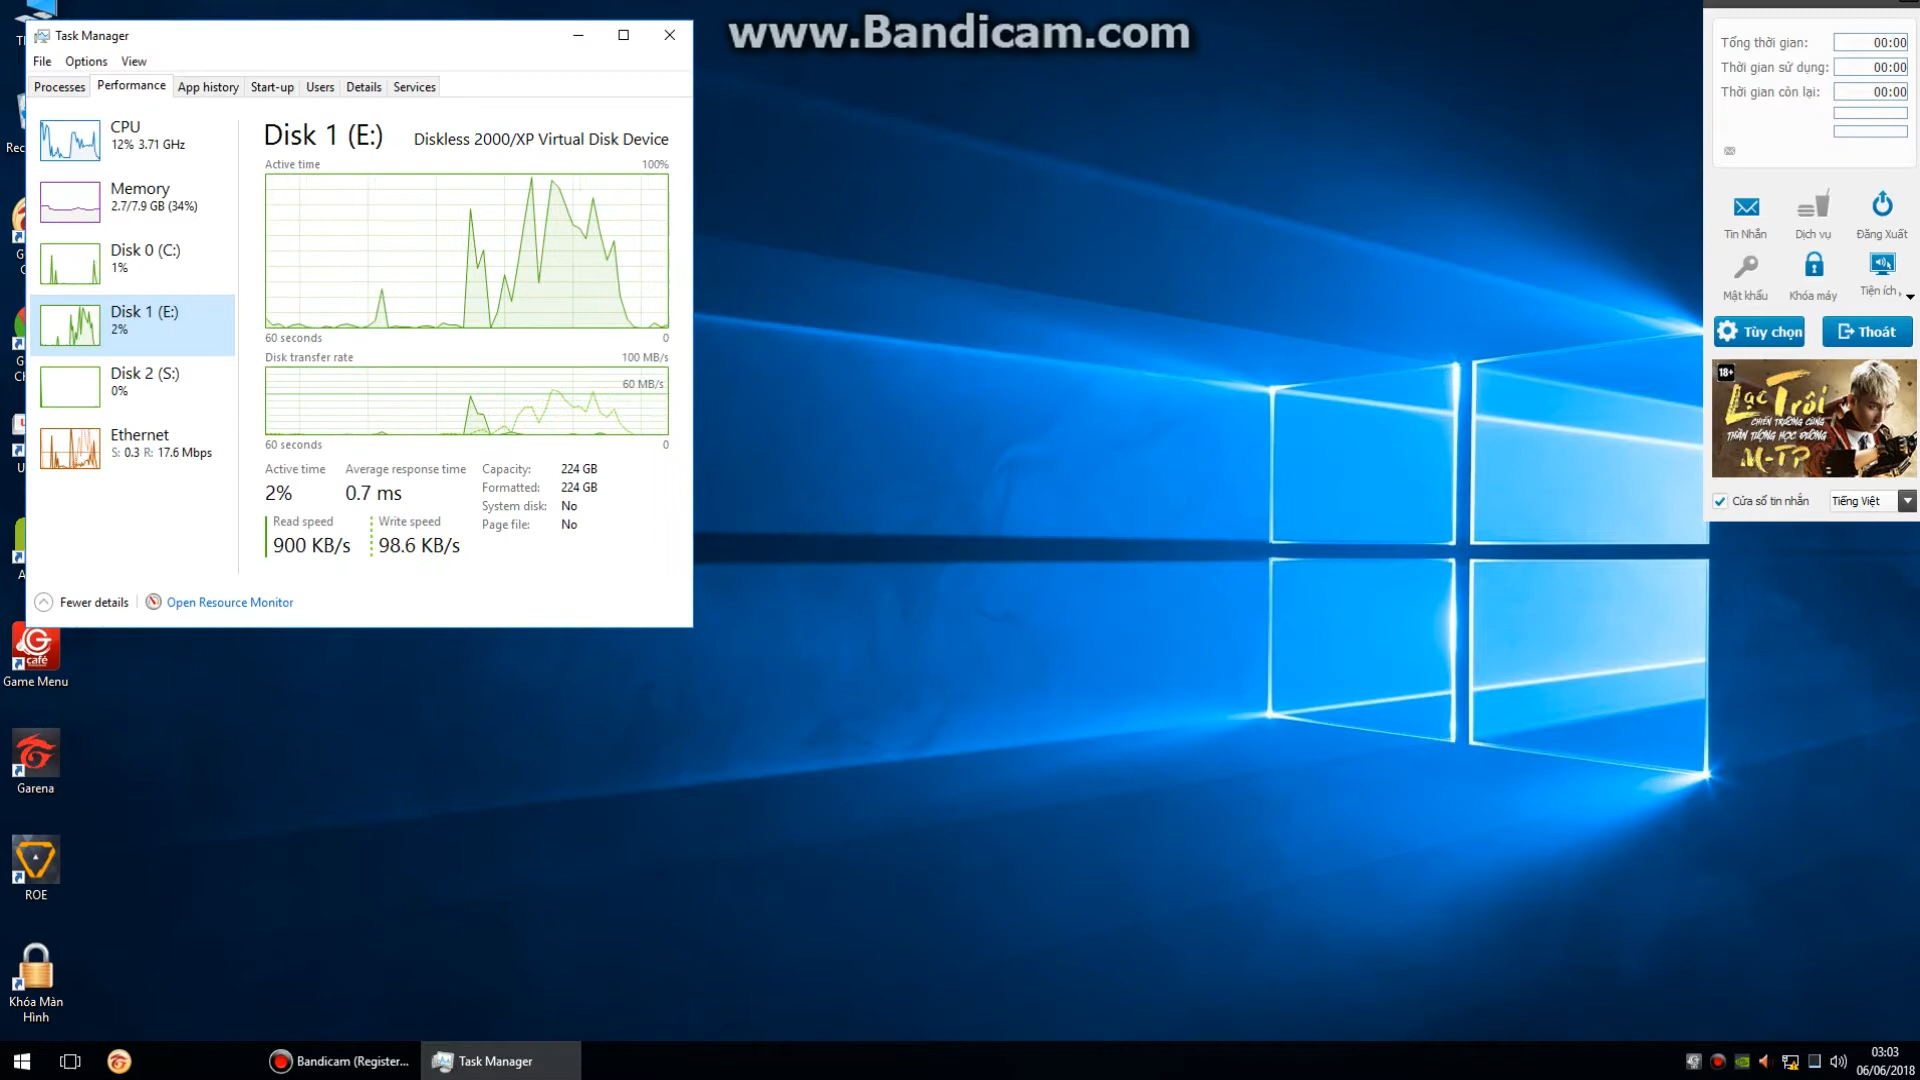 www.Bandicam.com
Task Manager
File Options View
Processes Performance App history Start-up Users Details Services
CPU
12% 3.71 GHz
Memory
2.7/7.9 GB (34%)
Disk 0 (C:)
1%
Disk 1 (E:)
2%
Disk 2 (S:)
0%
Ethernet
S: 0.3 R: 17.6 Mbps
Disk 1 (E:) Diskless 2000/XP Virtual Disk Device
Active time 100%
60 seconds 0
Disk transfer rate 100 MB/s
60 MB/s
60 seconds 0
Active time Average response time
2% 0.7 ms
Read speed Write speed
900 KB/s 98.6 KB/s
Capacity: 224 GB
Formatted: 224 GB
System disk: No
Page file: No
Fewer details Open Resource Monitor
Game Menu
Garena
ROE
Khóa Màn
Hình
Tổng thời gian: 00:00
Thời gian sử dụng: 00:00
Thời gian còn lại: 00:00
Tin Nhắn Dịch vụ Đăng Xuất
Mật khẩu Khóa máy Tiện ích
Tùy chọn Thoát
18+
Lạc Trôi
CHIẾN TRƯỜNG CÙNG
THẦN TƯỢNG HỌC ĐƯỜNG
M-TP
Cửa sổ tin nhắn Tiếng Việt
Bandicam (Register... Task Manager
03:03
06/06/2018